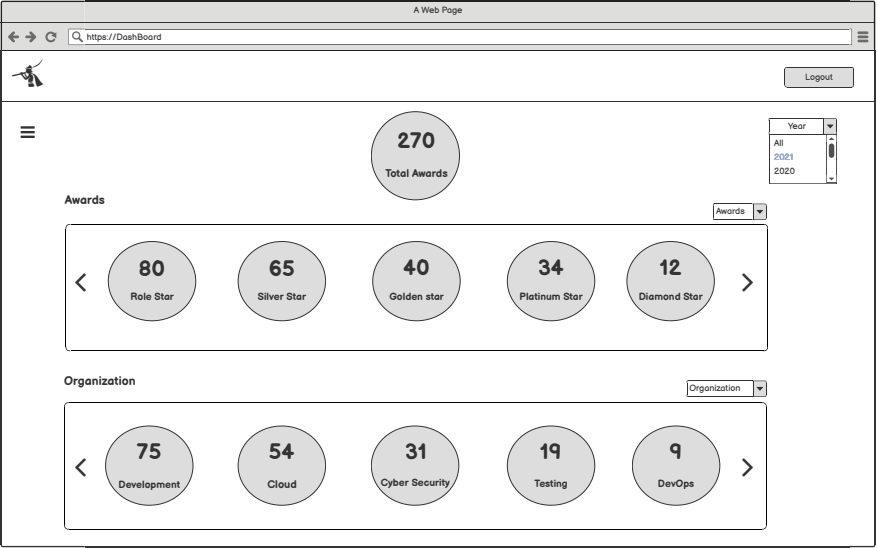 A Web Page
https://DashBoard
Logout
270
Total Awards
Year
All
2021
2020
Awards
Awards
80
Role Star
65
Silver Star
40
Golden star
34
Platinum Star
12
Diamond Star
Organization
Organization
75
Development
54
Cloud
31
Cyber Security
19
Testing
9
DevOps